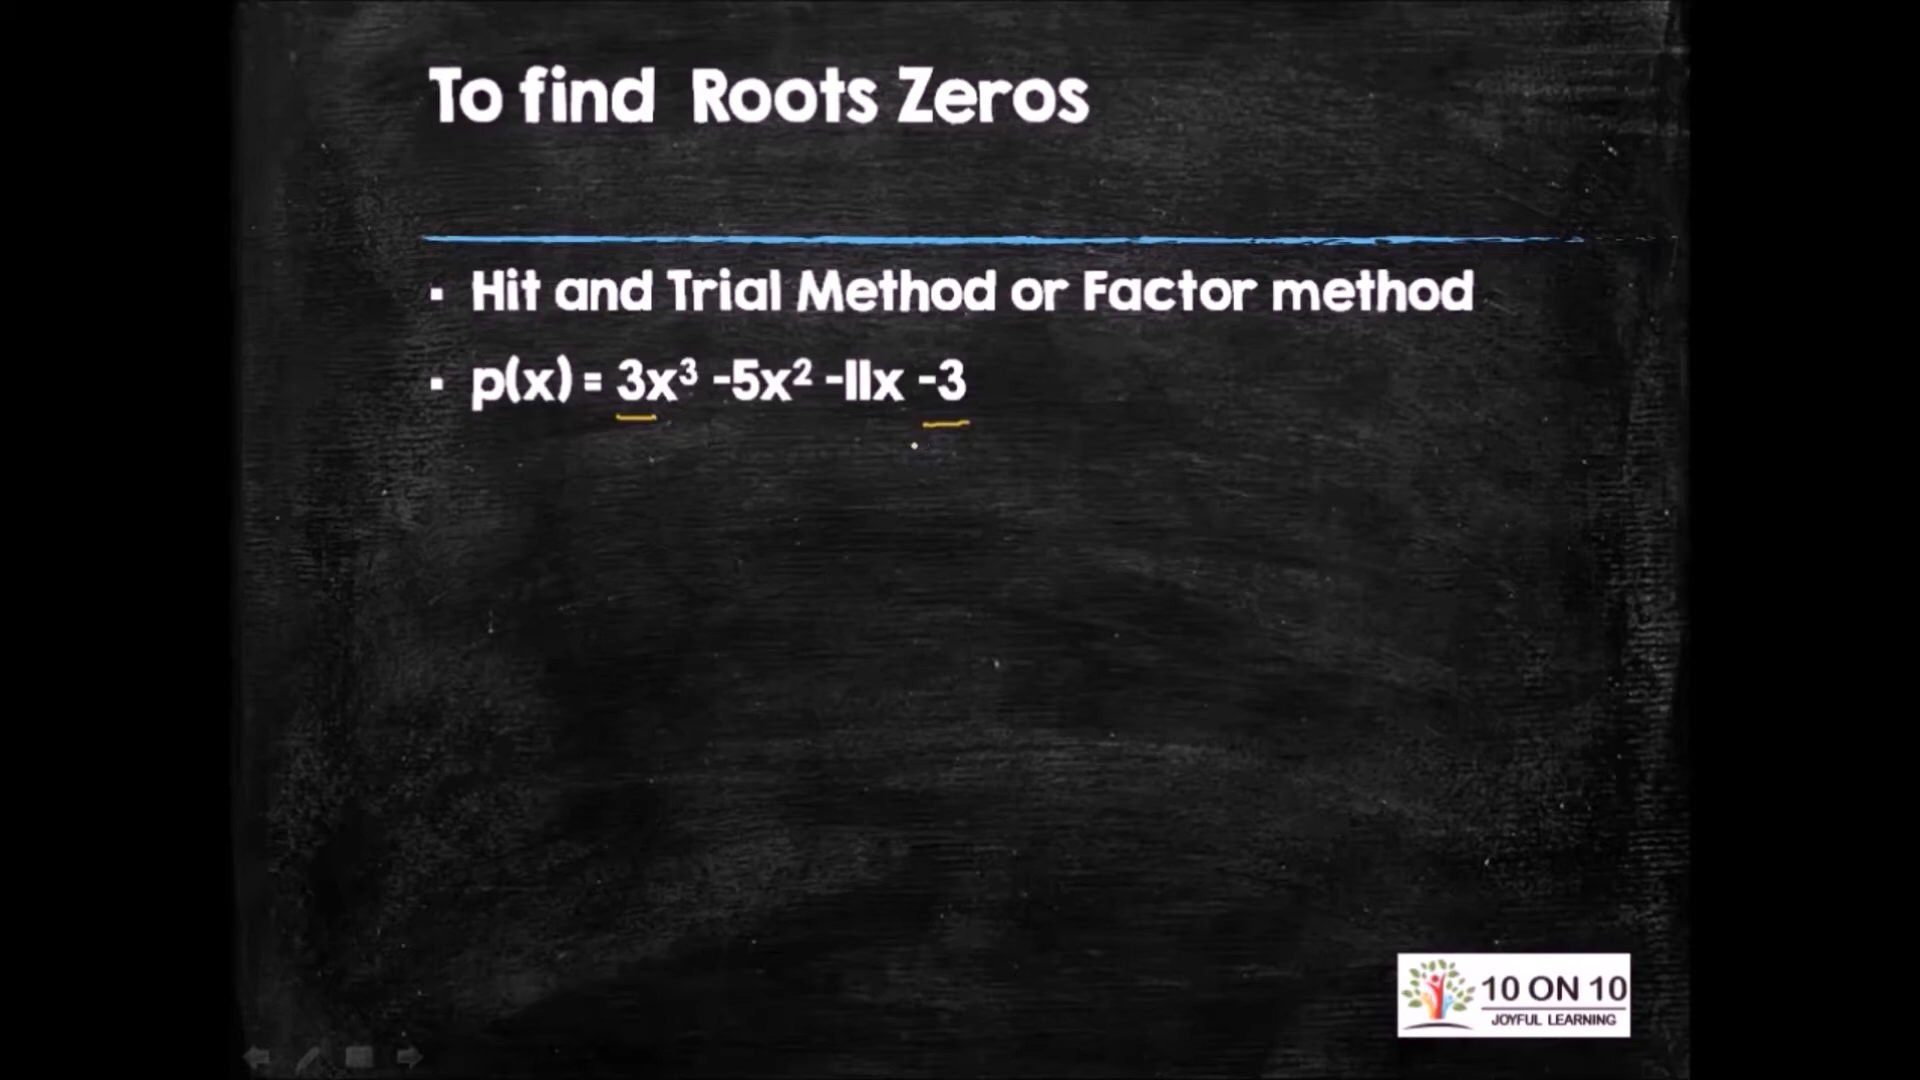 To find Roots Zeros
▪ Hit and Trial Method or Factor method
▪ p(x) = 3x³ -5x² -11x -3
10 ON 10
JOYFUL LEARNING